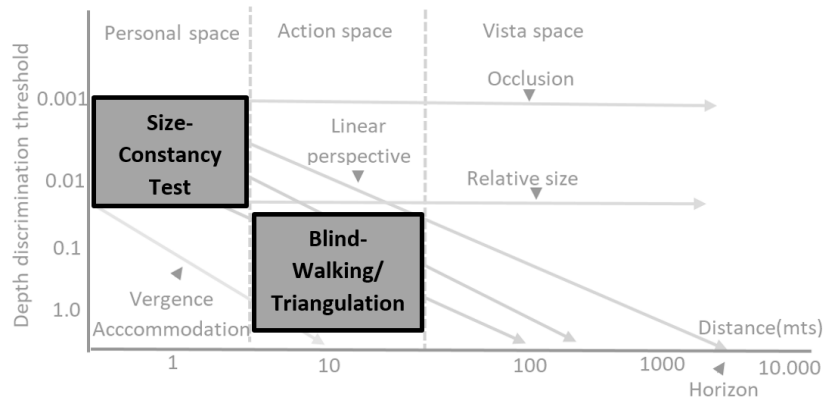 Personal space
Action space
Vista space
Depth discrimination threshold
0.001
0.01
0.1
1.0
Size-
Constancy
Test
Occlusion
Linear
perspective
Relative size
Blind-
Walking/
Triangulation
Vergence
Acccommodation
Distance(mts)
1
10
100
1000
10.000
Horizon